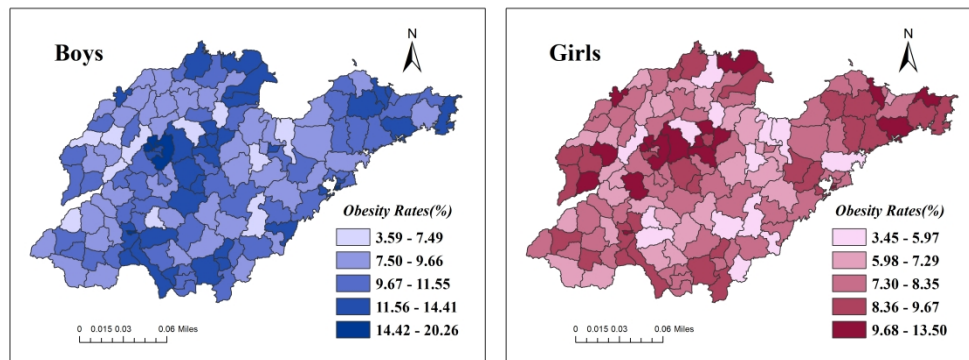 Boys
N
Obesity Rates(%)
3.59 - 7.49
7.50 - 9.66
9.67 - 11.55
11.56 - 14.41
14.42 - 20.26
0 0.015 0.03 0.06 Miles
Girls
N
Obesity Rates(%)
3.45 - 5.97
5.98 - 7.29
7.30 - 8.35
8.36 - 9.67
9.68 - 13.50
0 0.015 0.03 0.06 Miles